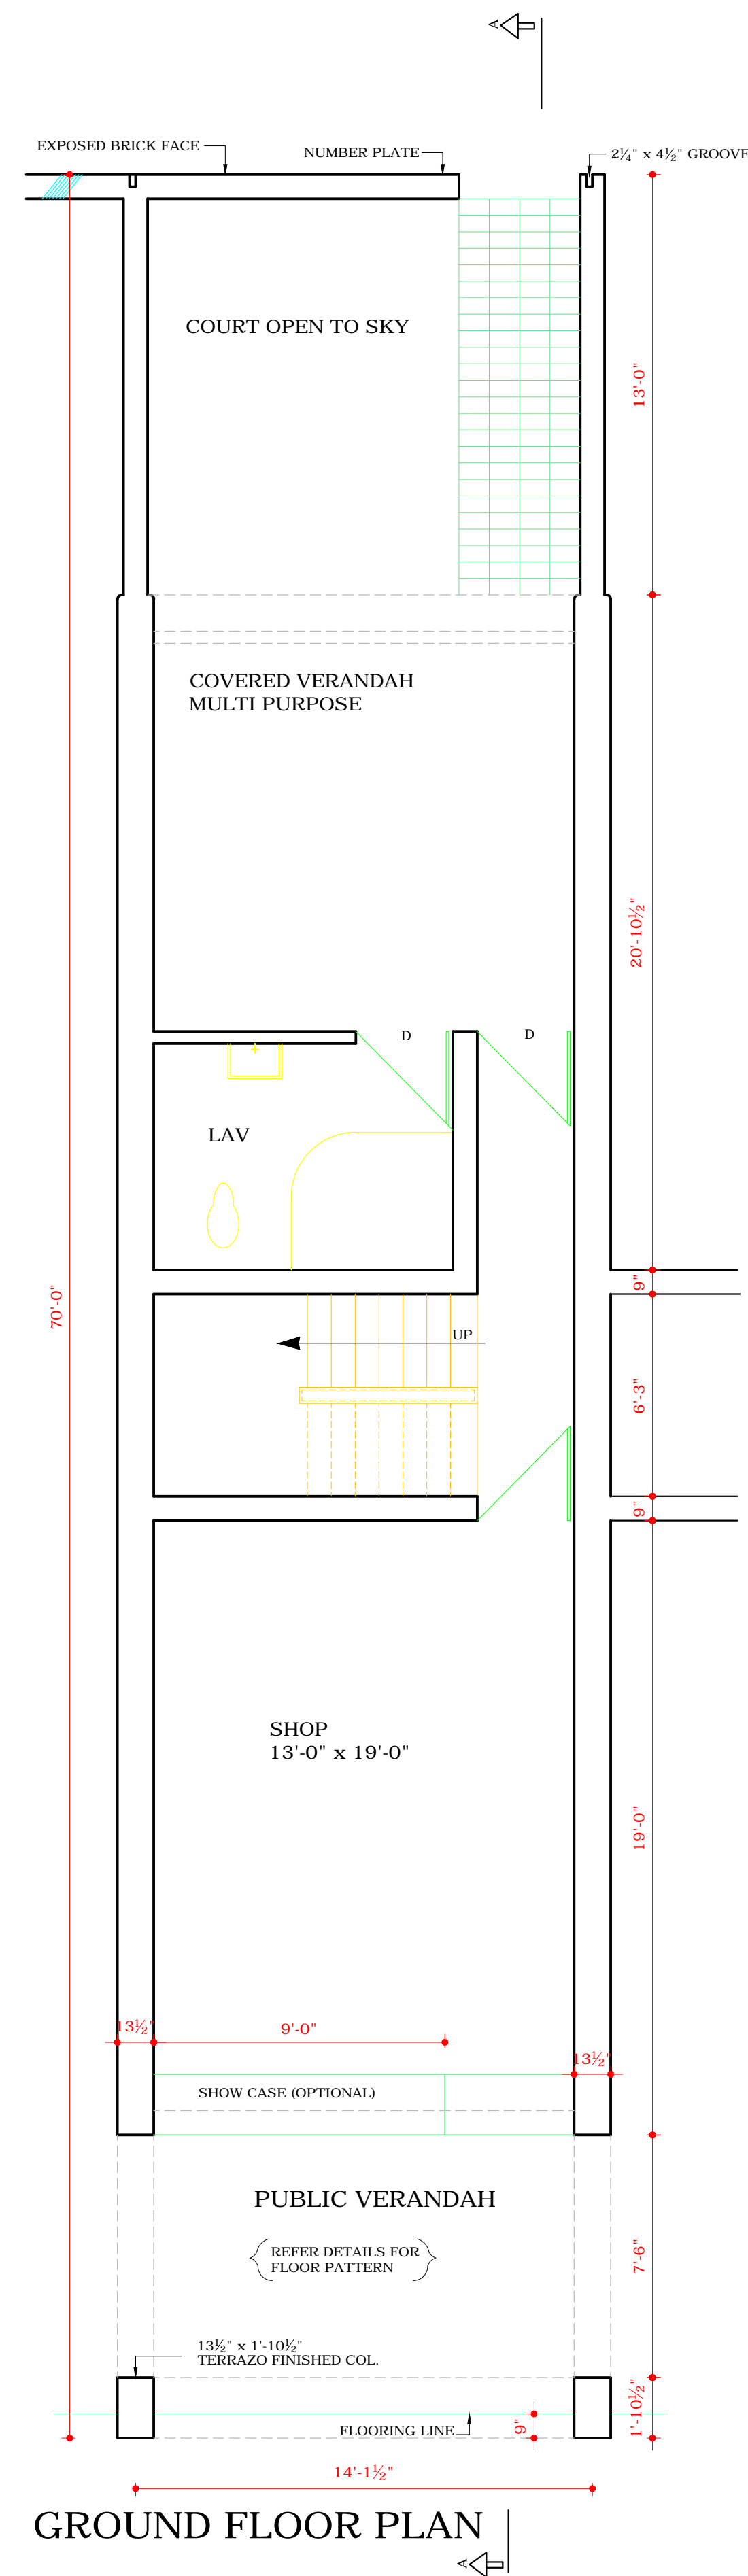 A
EXPOSED BRICK FACE
NUMBER PLATE
2¼" x 4½" GROOVE
COURT OPEN TO SKY
13'-0"
COVERED VERANDAH
MULTI PURPOSE
20'-10½"
D
D
LAV
70'-0"
9"
UP
6'-3"
9"
SHOP
13'-0" x 19'-0"
19'-0"
13½"
9'-0"
13½"
SHOW CASE (OPTIONAL)
PUBLIC VERANDAH
REFER DETAILS FOR
FLOOR PATTERN
7'-6"
13½" x 1'-10½"
TERRAZO FINISHED COL.
FLOORING LINE
9"
1'-10½"
14'-1½"
GROUND FLOOR PLAN
A